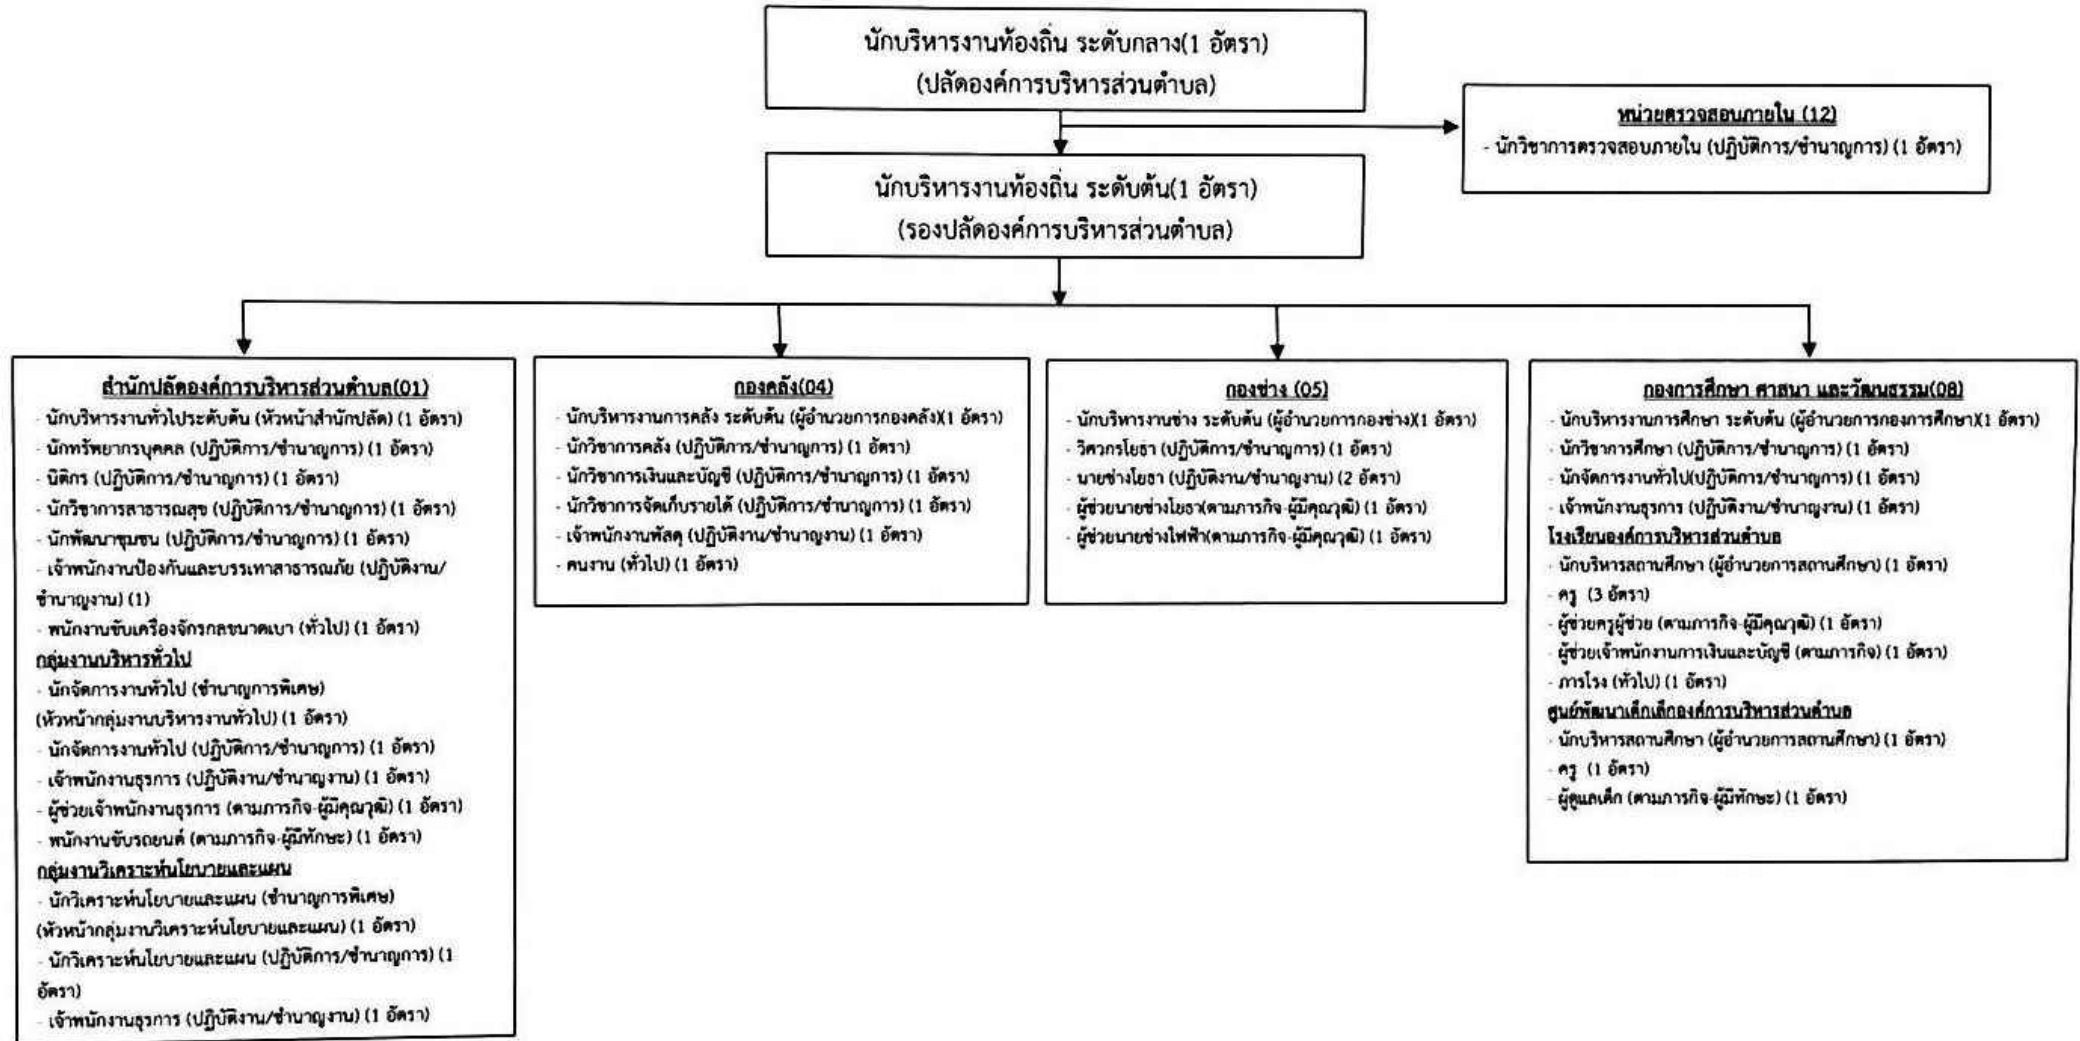 นักบริหารงานท้องถิ่น ระดับกลาง(1 อัตรา)
(ปลัดองค์การบริหารส่วนตำบล)
หน่วยตรวจสอบภายใน (12)
- นักวิชาการตรวจสอบภายใน (ปฏิบัติการ/ชำนาญการ) (1 อัตรา)
นักบริหารงานท้องถิ่น ระดับต้น(1 อัตรา)
(รองปลัดองค์การบริหารส่วนตำบล)
สำนักปลัดองค์การบริหารส่วนตำบล(01)
- นักบริหารงานทั่วไประดับต้น (หัวหน้าสำนักปลัด) (1 อัตรา)
- นักทรัพยากรบุคคล (ปฏิบัติการ/ชำนาญการ) (1 อัตรา)
- นิติกร (ปฏิบัติการ/ชำนาญการ) (1 อัตรา)
- นักวิชาการสาธารณสุข (ปฏิบัติการ/ชำนาญการ) (1 อัตรา)
- นักพัฒนาชุมชน (ปฏิบัติการ/ชำนาญการ) (1 อัตรา)
- เจ้าพนักงานป้องกันและบรรเทาสาธารณภัย (ปฏิบัติงาน/
ชำนาญงาน) (1)
- พนักงานขับเครื่องจักรกลขนาดเบา (ทั่วไป) (1 อัตรา)
กลุ่มงานบริหารทั่วไป
- นักจัดการงานทั่วไป (ชำนาญการพิเศษ)
(หัวหน้ากลุ่มงานบริหารงานทั่วไป) (1 อัตรา)
- นักจัดการงานทั่วไป (ปฏิบัติการ/ชำนาญการ) (1 อัตรา)
- เจ้าพนักงานธุรการ (ปฏิบัติงาน/ชำนาญงาน) (1 อัตรา)
- ผู้ช่วยเจ้าพนักงานธุรการ (ตามภารกิจ-ผู้มีคุณวุฒิ) (1 อัตรา)
- พนักงานขับรถยนต์ (ตามภารกิจ-ผู้มีทักษะ) (1 อัตรา)
กลุ่มงานวิเคราะห์นโยบายและแผน
- นักวิเคราะห์นโยบายและแผน (ชำนาญการพิเศษ)
(หัวหน้ากลุ่มงานวิเคราะห์นโยบายและแผน) (1 อัตรา)
- นักวิเคราะห์นโยบายและแผน (ปฏิบัติการ/ชำนาญการ) (1
อัตรา)
- เจ้าพนักงานธุรการ (ปฏิบัติงาน/ชำนาญงาน) (1 อัตรา)
กองคลัง(04)
- นักบริหารงานการคลัง ระดับต้น (ผู้อำนวยการกองคลัง)(1 อัตรา)
- นักวิชาการคลัง (ปฏิบัติการ/ชำนาญการ) (1 อัตรา)
- นักวิชาการเงินและบัญชี (ปฏิบัติการ/ชำนาญการ) (1 อัตรา)
- นักวิชาการจัดเก็บรายได้ (ปฏิบัติการ/ชำนาญการ) (1 อัตรา)
- เจ้าพนักงานพัสดุ (ปฏิบัติงาน/ชำนาญงาน) (1 อัตรา)
- คนงาน (ทั่วไป) (1 อัตรา)
กองช่าง (05)
- นักบริหารงานช่าง ระดับต้น (ผู้อำนวยการกองช่าง)(1 อัตรา)
- วิศวกรโยธา (ปฏิบัติการ/ชำนาญการ) (1 อัตรา)
- นายช่างโยธา (ปฏิบัติงาน/ชำนาญงาน) (2 อัตรา)
- ผู้ช่วยนายช่างโยธา(ตามภารกิจ-ผู้มีคุณวุฒิ) (1 อัตรา)
- ผู้ช่วยนายช่างไฟฟ้า(ตามภารกิจ-ผู้มีคุณวุฒิ) (1 อัตรา)
กองการศึกษา ศาสนา และวัฒนธรรม(08)
- นักบริหารงานการศึกษา ระดับต้น (ผู้อำนวยการกองการศึกษา)(1 อัตรา)
- นักวิชาการศึกษา (ปฏิบัติการ/ชำนาญการ) (1 อัตรา)
- นักจัดการงานทั่วไป(ปฏิบัติการ/ชำนาญการ) (1 อัตรา)
- เจ้าพนักงานธุรการ (ปฏิบัติงาน/ชำนาญงาน) (1 อัตรา)
โรงเรียนองค์การบริหารส่วนตำบล
- นักบริหารสถานศึกษา (ผู้อำนวยการสถานศึกษา) (1 อัตรา)
- ครู (3 อัตรา)
- ผู้ช่วยครูผู้ช่วย (ตามภารกิจ-ผู้มีคุณวุฒิ) (1 อัตรา)
- ผู้ช่วยเจ้าพนักงานการเงินและบัญชี (ตามภารกิจ) (1 อัตรา)
- ภารโรง (ทั่วไป) (1 อัตรา)
ศูนย์พัฒนาเด็กเล็กองค์การบริหารส่วนตำบล
- นักบริหารสถานศึกษา (ผู้อำนวยการสถานศึกษา) (1 อัตรา)
- ครู (1 อัตรา)
- ผู้ดูแลเด็ก (ตามภารกิจ-ผู้มีทักษะ) (1 อัตรา)